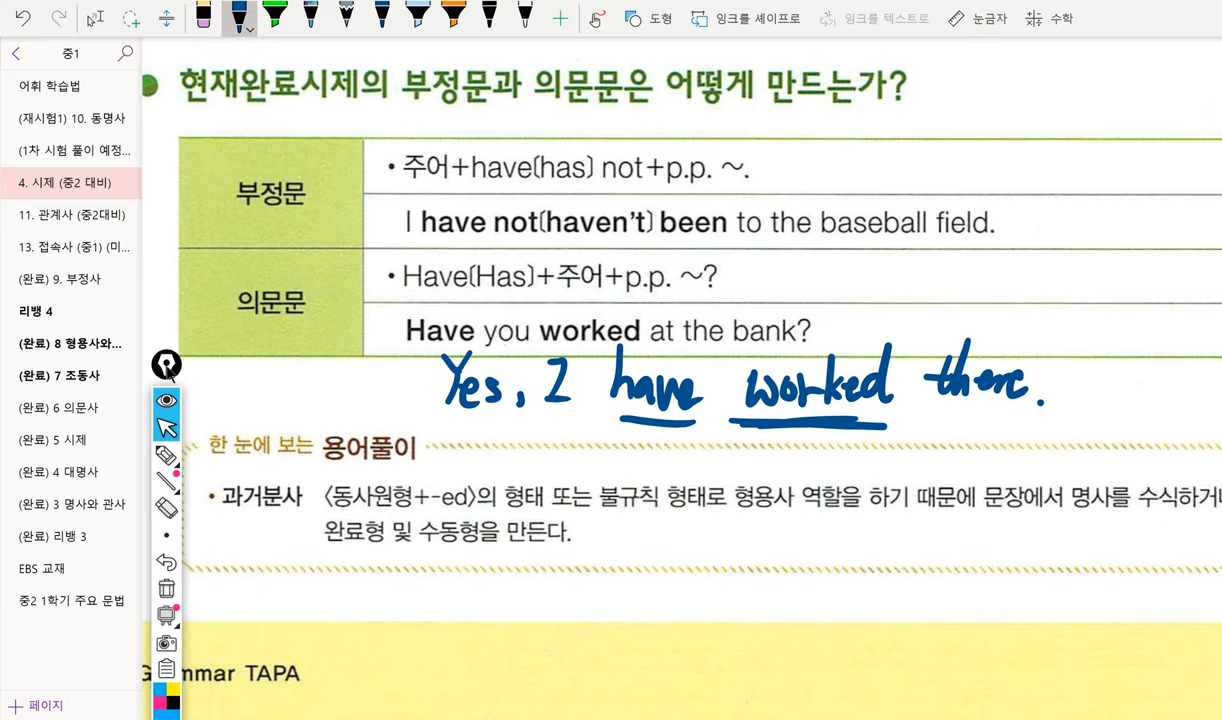 도형
잉크를 셰이프로
잉크를 텍스트로
눈금자
수학
중1
어휘 학습법
(재시험1) 10. 동명사
(1차 시험 풀이 예정...
4. 시제 (중2 대비)
11. 관계사 (중2대비)
13. 접속사 (중1) (미...
(완료) 9. 부정사
리뱅 4
(완료) 8 형용사와...
(완료) 7 조동사
(완료) 6 의문사
(완료) 5 시제
(완료) 4 대명사
(완료) 3 명사와 관사
(완료) 리뱅 3
EBS 교재
중2 1학기 주요 문법
페이지
현재완료시제의 부정문과 의문문은 어떻게 만드는가?
부정문
• 주어+have(has) not+p.p. ~.
I have not(haven't) been to the baseball field.
의문문
• Have(Has)+주어+p.p. ~?
Have you worked at the bank?
Yes, I have worked there.
한 눈에 보는 용어풀이
• 과거분사 〈동사원형+-ed〉의 형태 또는 불규칙 형태로 형용사 역할을 하기 때문에 문장에서 명사를 수식하거나
완료형 및 수동형을 만든다.
Grammar TAPA